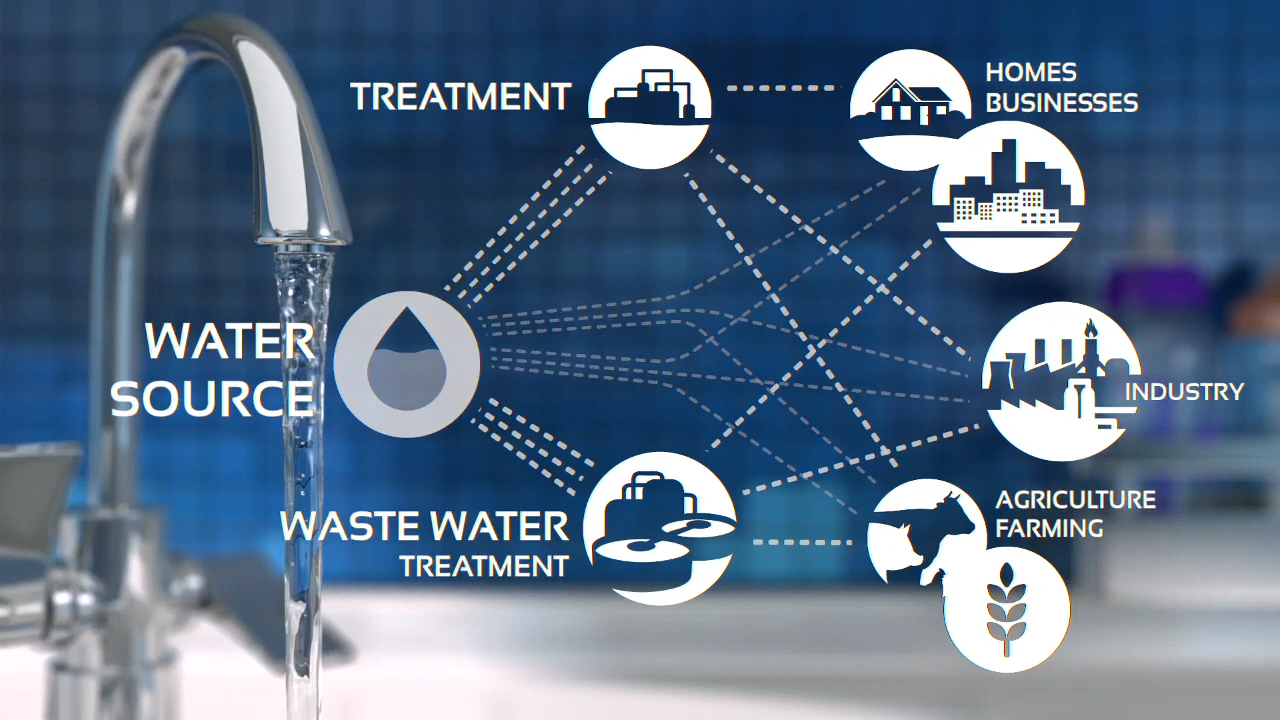 TREATMENT
HOMES
BUSINESSES
WATER
SOURCE
INDUSTRY
WASTE WATER
TREATMENT
AGRICULTURE
FARMING